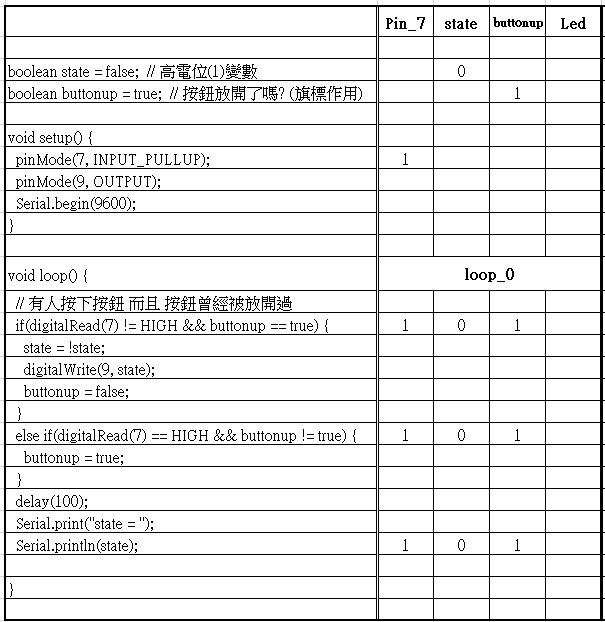 Pin_7 state buttonup Led
boolean state = false; // 高電位(1)變數 0
boolean buttonup = true; // 按鈕放開了嗎? (旗標作用) 1
void setup() {
pinMode(7, INPUT_PULLUP); 1
pinMode(9, OUTPUT);
Serial.begin(9600);
}
void loop() { loop_0
// 有人按下按鈕 而且 按鈕曾經被放開過
if(digitalRead(7) != HIGH && buttonup == true) { 1 0 1
state = !state;
digitalWrite(9, state);
buttonup = false;
}
else if(digitalRead(7) == HIGH && buttonup != true) { 1 0 1
buttonup = true;
}
delay(100);
Serial.print("state = ");
Serial.println(state); 1 0 1
}